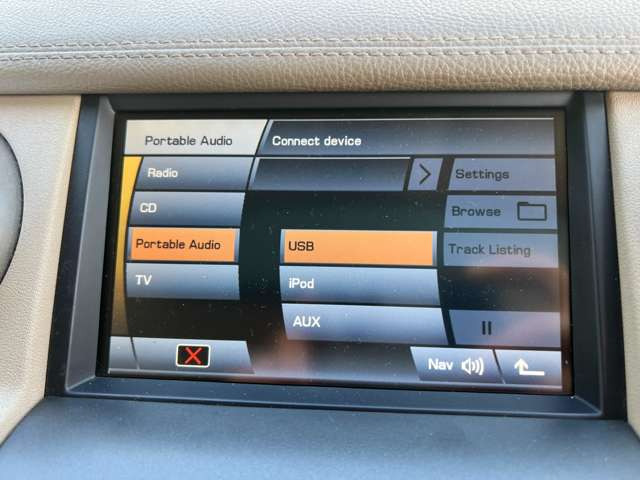 Portable Audio Connect device
Radio
Settings
CD
Browse
Portable Audio
USB
Track Listing
TV
iPod
AUX
Nav